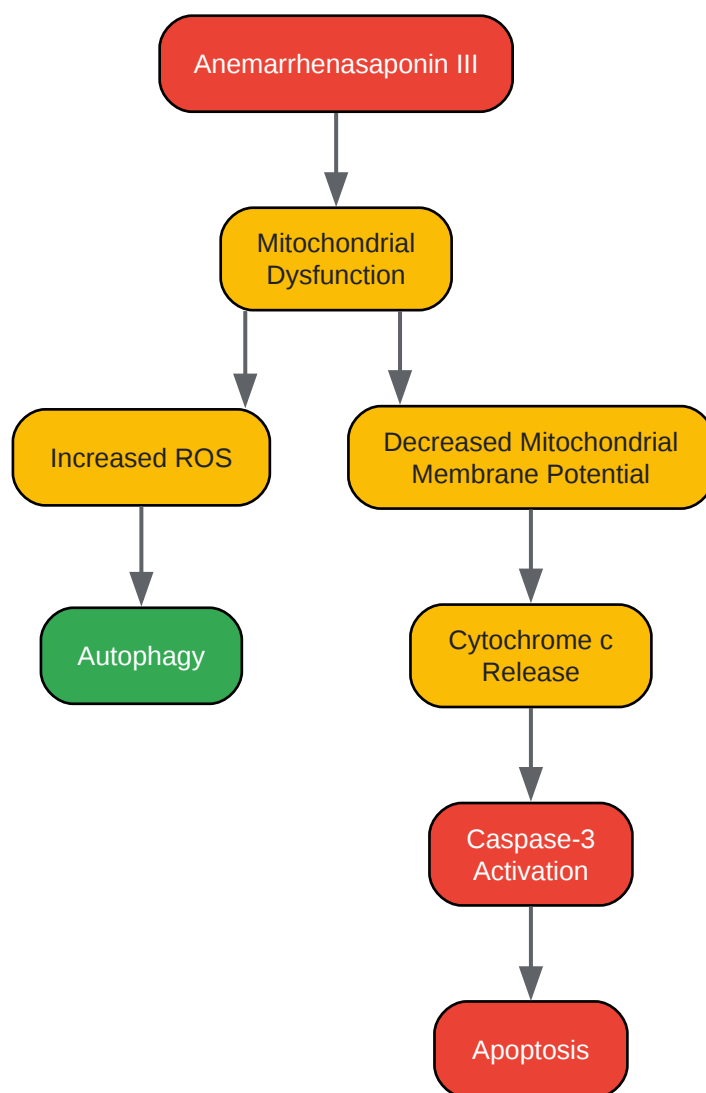 Anemarrhenasaponin III
Mitochondrial
Dysfunction
Increased ROS
Decreased Mitochondrial
Membrane Potential
Autophagy
Cytochrome c
Release
Caspase-3
Activation
Apoptosis